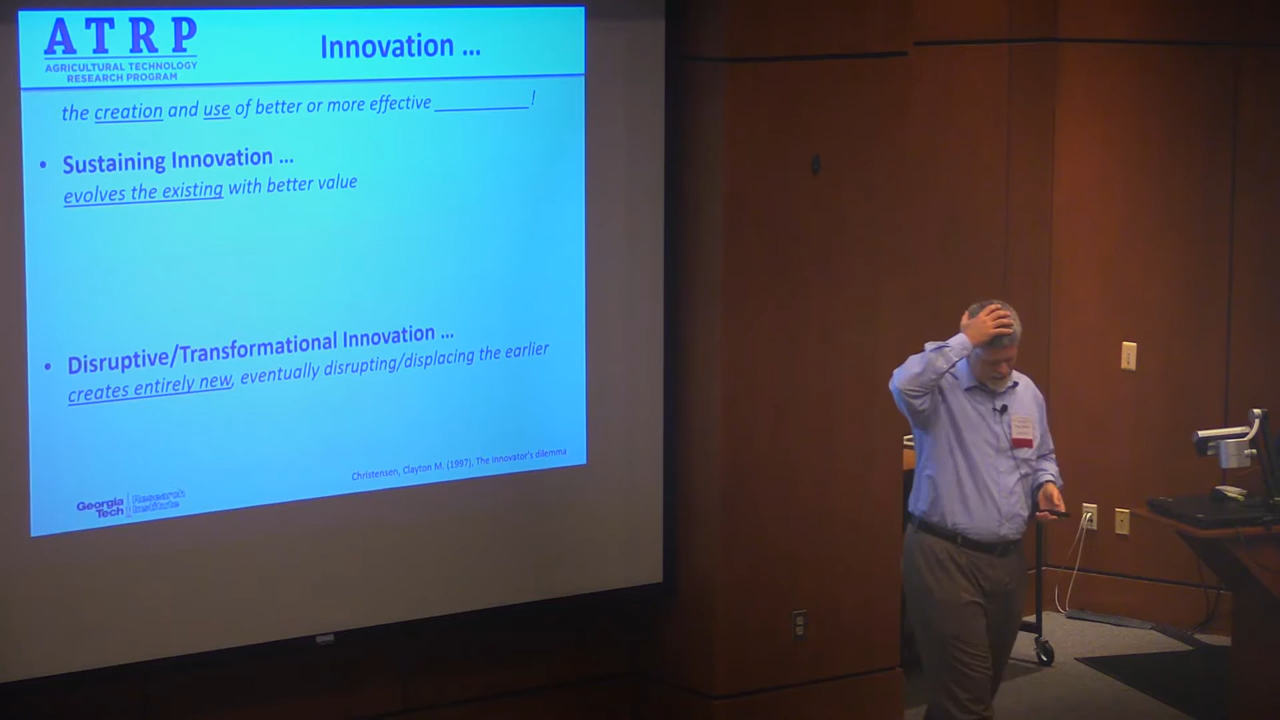 ATRP
AGRICULTURAL TECHNOLOGY
RESEARCH PROGRAM
Innovation ...
the creation and use of better or more effective __________!
• Sustaining Innovation ...
evolves the existing with better value
• Disruptive/Transformational Innovation ...
creates entirely new, eventually disrupting/displacing the earlier
Christensen, Clayton M. (1997), The innovator's dilemma
Georgia Tech | Research Institute